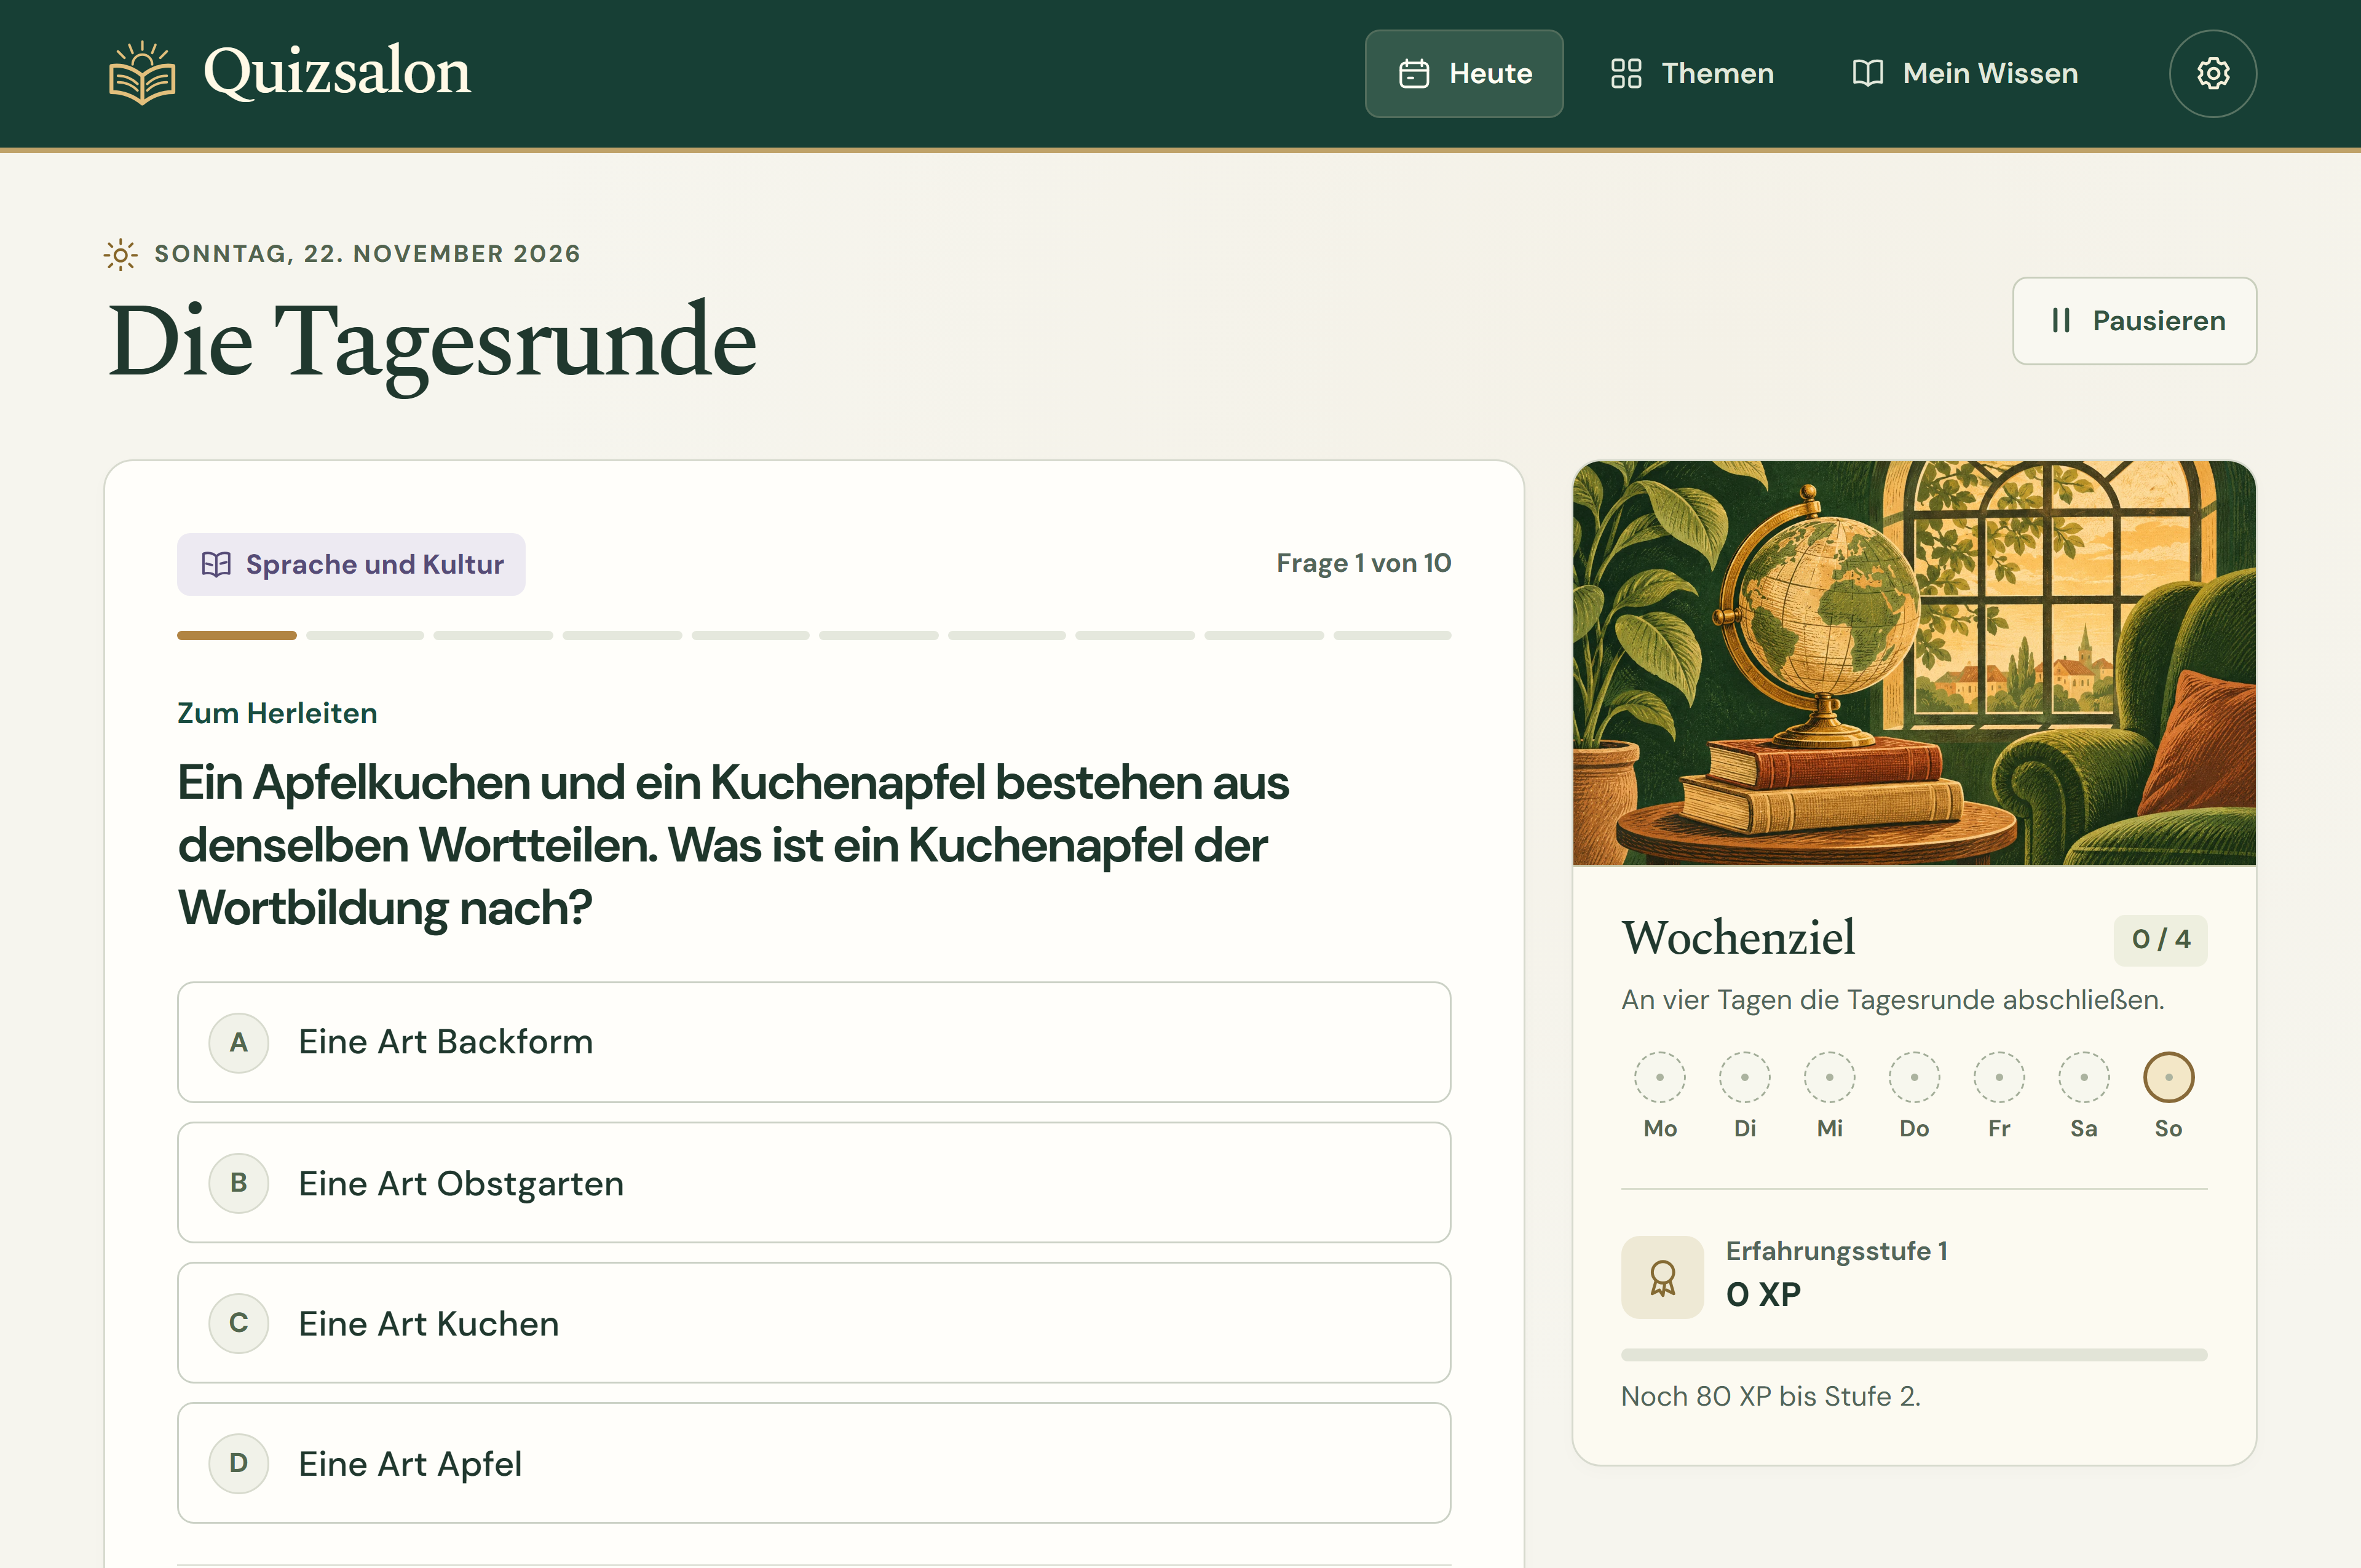 Quizsalon
Heute
Themen
Mein Wissen
SONNTAG, 22. NOVEMBER 2026
Die Tagesrunde
Pausieren
Sprache und Kultur
Frage 1 von 10
Zum Herleiten
Ein Apfelkuchen und ein Kuchenapfel bestehen aus
denselben Wortteilen. Was ist ein Kuchenapfel der
Wortbildung nach?
A Eine Art Backform
B Eine Art Obstgarten
C Eine Art Kuchen
D Eine Art Apfel
Wochenziel
0 / 4
An vier Tagen die Tagesrunde abschließen.
Mo Di Mi Do Fr Sa So
Erfahrungsstufe 1
0 XP
Noch 80 XP bis Stufe 2.